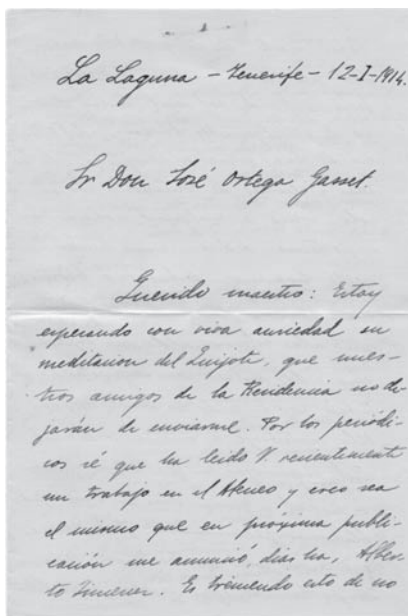 La Laguna – Tenerife – 12-I-1914.
Sr Don José Ortega Gasset.
Querido maestro: Estoy
esperando con viva ansiedad su
meditacion del Quijote, que nues-
tros amigos de la Residencia no de-
jarán de enviarme. Por los periódi-
cos sé que ha leido V. recientemente
un trabajo en el Ateneo y creo sea
el mismo que en próxima publi-
cación me anunció, dias ha, Alber-
to Jimenez. Es tremendo esto de no